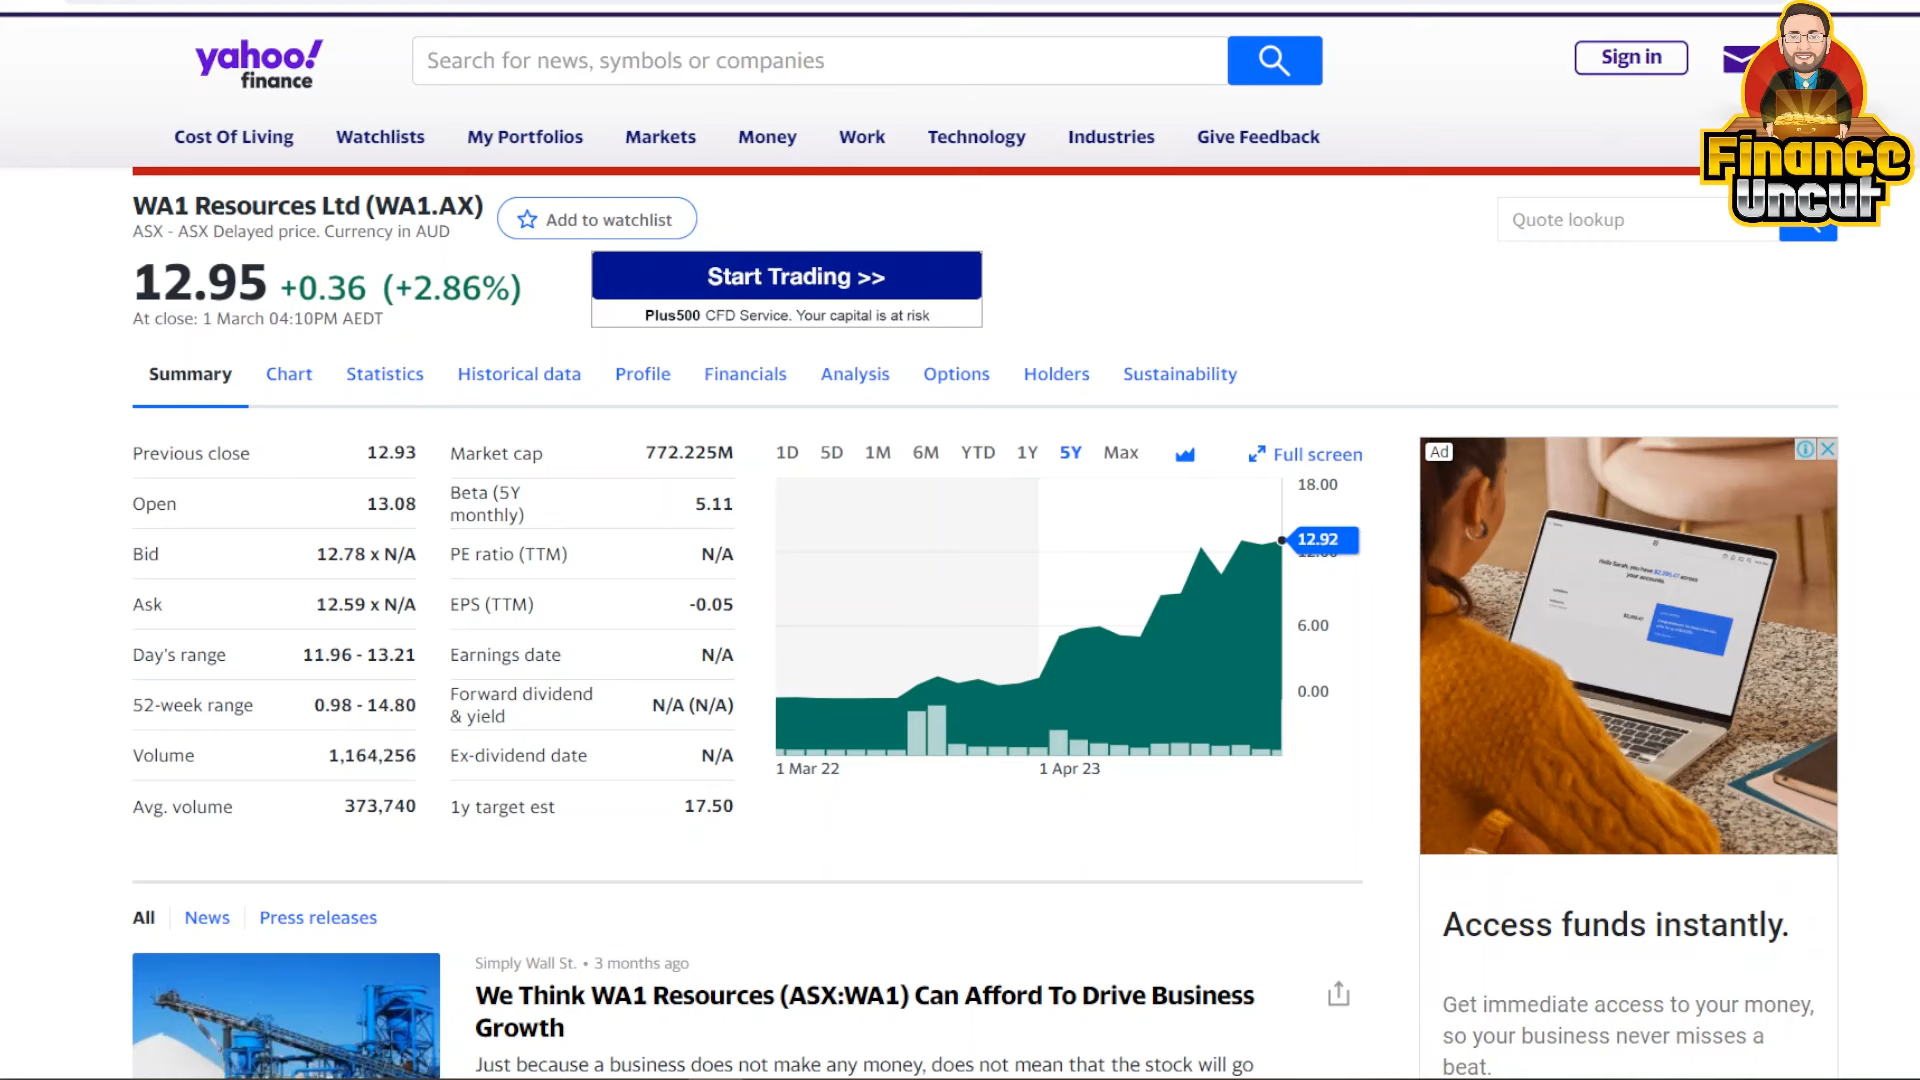 yahoo!
finance
Search for news, symbols or companies
Sign in
Cost Of Living Watchlists My Portfolios Markets Money Work Technology Industries Give Feedback
Finance
Uncut
WA1 Resources Ltd (WA1.AX)
Add to watchlist
ASX - ASX Delayed price. Currency in AUD
Quote lookup
12.95 +0.36 (+2.86%)
At close: 1 March 04:10PM AEDT
Start Trading >>
Plus500 CFD Service. Your capital is at risk
Summary Chart Statistics Historical data Profile Financials Analysis Options Holders Sustainability
Previous close 12.93
Open 13.08
Bid 12.78 x N/A
Ask 12.59 x N/A
Day's range 11.96 - 13.21
52-week range 0.98 - 14.80
Volume 1,164,256
Avg. volume 373,740
Market cap 772.225M
Beta (5Y
monthly) 5.11
PE ratio (TTM) N/A
EPS (TTM) -0.05
Earnings date N/A
Forward dividend
& yield N/A (N/A)
Ex-dividend date N/A
1y target est 17.50
1D 5D 1M 6M YTD 1Y 5Y Max Full screen
18.00
12.92
6.00
0.00
1 Mar 22 1 Apr 23
Ad
Access funds instantly.
Get immediate access to your money,
so your business never misses a
beat.
All News Press releases
Simply Wall St. • 3 months ago
We Think WA1 Resources (ASX:WA1) Can Afford To Drive Business
Growth
Just because a business does not make any money, does not mean that the stock will go